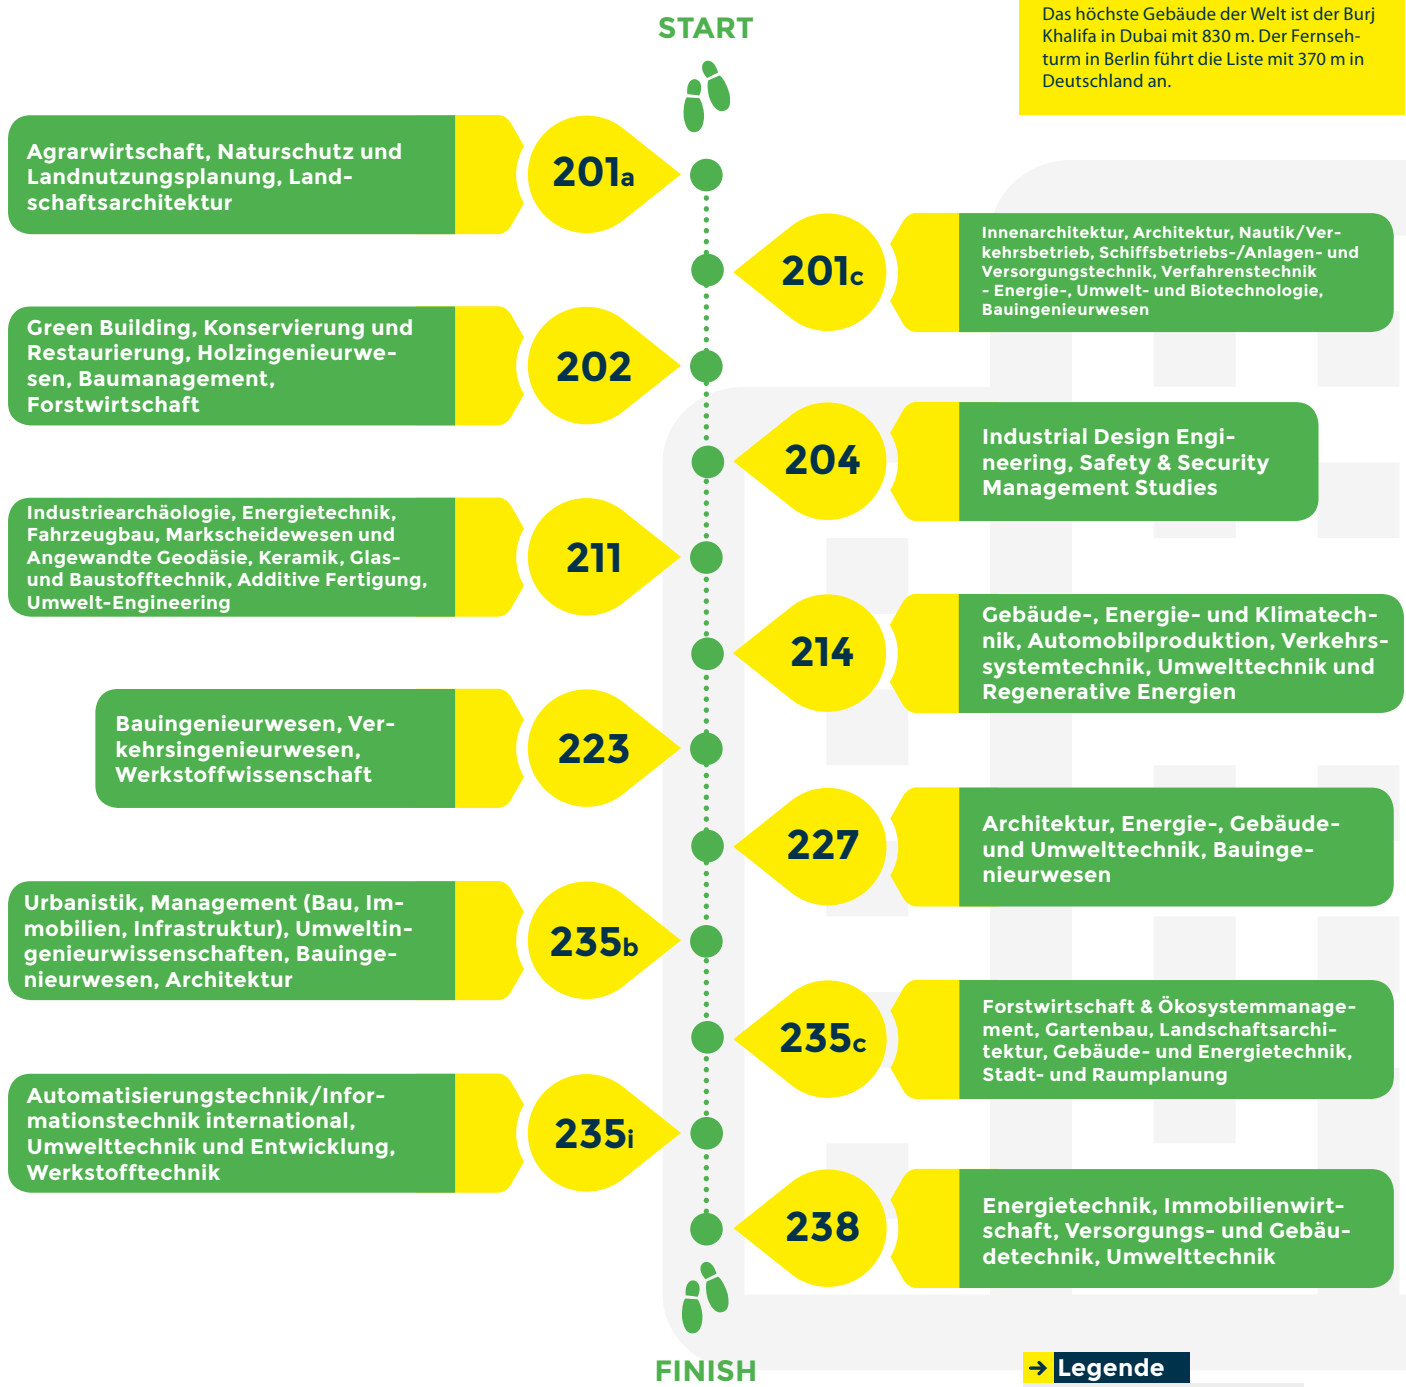 START
Das höchste Gebäude der Welt ist der Burj
Khalifa in Dubai mit 830 m. Der Fernseh-
turm in Berlin führt die Liste mit 370 m in
Deutschland an.
Agrarwirtschaft, Naturschutz und
Landnutzungsplanung, Land-
schaftsarchitektur
201a
201c
Innenarchitektur, Architektur, Nautik/Ver-
kehrsbetrieb, Schiffsbetriebs-/Anlagen- und
Versorgungstechnik, Verfahrenstechnik
- Energie-, Umwelt- und Biotechnologie,
Bauingenieurwesen
Green Building, Konservierung und
Restaurierung, Holzingenieurwe-
sen, Baumanagement,
Forstwirtschaft
202
204
Industrial Design Engi-
neering, Safety & Security
Management Studies
Industriearchäologie, Energietechnik,
Fahrzeugbau, Markscheidewesen und
Angewandte Geodäsie, Keramik, Glas-
und Baustofftechnik, Additive Fertigung,
Umwelt-Engineering
211
214
Gebäude-, Energie- und Klimatech-
nik, Automobilproduktion, Verkehrs-
systemtechnik, Umwelttechnik und
Regenerative Energien
Bauingenieurwesen, Ver-
kehrsingenieurwesen,
Werkstoffwissenschaft
223
227
Architektur, Energie-, Gebäude-
und Umwelttechnik, Bauinge-
nieurwesen
Urbanistik, Management (Bau, Im-
mobilien, Infrastruktur), Umweltin-
genieurwissenschaften, Bauinge-
nieurwesen, Architektur
235b
235c
Forstwirtschaft & Ökosystemmanage-
ment, Gartenbau, Landschaftsarchi-
tektur, Gebäude- und Energietechnik,
Stadt- und Raumplanung
Automatisierungstechnik/Infor-
mationstechnik international,
Umwelttechnik und Entwicklung,
Werkstofftechnik
235i
238
Energietechnik, Immobilienwirt-
schaft, Versorgungs- und Gebäu-
detechnik, Umwelttechnik
FINISH
→ Legende